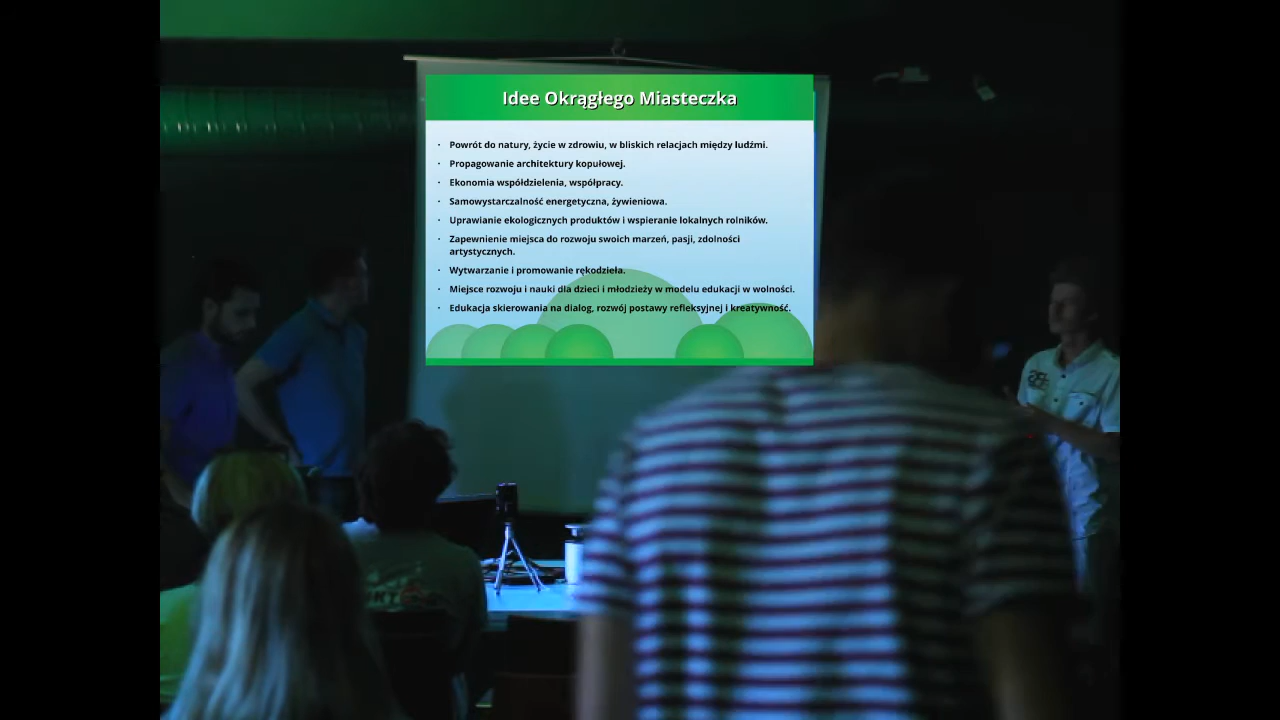 Idee Okrągłego Miasteczka
· Powrót do natury, życie w zdrowiu, w bliskich relacjach między ludźmi.
· Propagowanie architektury kopułowej.
· Ekonomia współdzielenia, współpracy.
· Samowystarczalność energetyczna, żywieniowa.
· Uprawianie ekologicznych produktów i wspieranie lokalnych rolników.
· Zapewnienie miejsca do rozwoju swoich marzeń, pasji, zdolności
artystycznych.
· Wytwarzanie i promowanie rękodzieła.
· Miejsce rozwoju i nauki dla dzieci i młodzieży w modelu edukacji w wolności.
· Edukacja skierowania na dialog, rozwój postawy refleksyjnej i kreatywność.